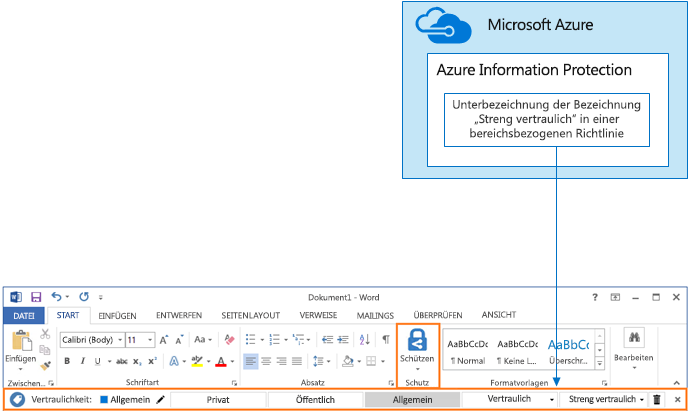 Microsoft Azure
Azure Information Protection
Unterbezeichnung der Bezeichnung
„Streng vertraulich“ in einer
bereichsbezogenen Richtlinie
Dokument1 - Word
DATEI START EINFÜGEN ENTWERFEN SEITENLAYOUT VERWEISE MAILINGS ÜBERPRÜFEN ANSICHT
Calibri (Body) 11 Aa AaBbCcDc AaBbCcDc AaBbCc
Einfügen F K U abc x₂ x² A A Schützen ¶ Normal ¶ Keine L... Überschr... Bearbeiten
Zwischen... Schriftart Absatz Schutz Formatvorlagen
Vertraulichkeit: Allgemein Privat Öffentlich Allgemein Vertraulich Streng vertraulich